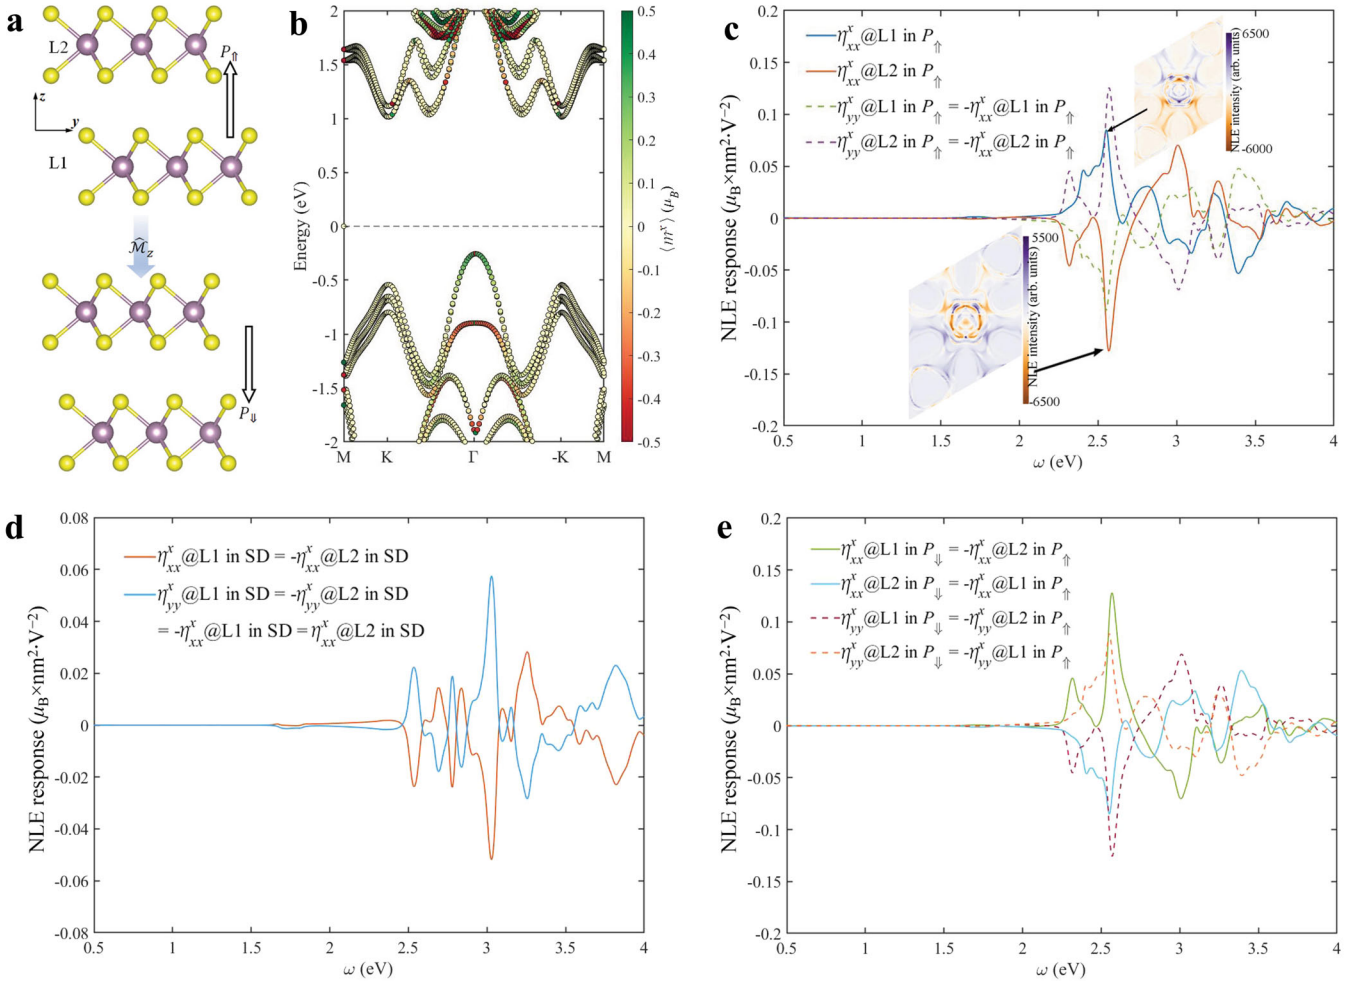 a
L2
P⇑
z
y
L1
M̂z
P⇓
b
2
1.5
1
0.5
0
-0.5
-1
-1.5
-2
Energy (eV)
M
K
Γ
-K
M
0.5
0.4
0.3
0.2
0.1
0
-0.1
-0.2
-0.3
-0.4
-0.5
⟨m^x⟩ (μB)
c
0.2
0.15
0.1
0.05
0
-0.05
-0.1
-0.15
-0.2
NLE response (μB×nm²·V⁻²)
η^x_xx@L1 in P⇑
η^x_xx@L2 in P⇑
η^x_yy@L1 in P⇑ = -η^x_xx@L1 in P⇑
η^x_yy@L2 in P⇑ = -η^x_xx@L2 in P⇑
6500
NLE intensity (arb. units)
-6000
5500
NLE intensity (arb. units)
-6500
0.5
1
1.5
2
2.5
3
3.5
4
ω (eV)
d
0.08
0.06
0.04
0.02
0
-0.02
-0.04
-0.06
-0.08
NLE response (μB×nm²·V⁻²)
η^x_xx@L1 in SD = -η^x_xx@L2 in SD
η^x_yy@L1 in SD = -η^x_yy@L2 in SD
= -η^x_xx@L1 in SD = η^x_xx@L2 in SD
0.5
1
1.5
2
2.5
3
3.5
4
ω (eV)
e
0.2
0.15
0.1
0.05
0
-0.05
-0.1
-0.15
-0.2
NLE response (μB×nm²·V⁻²)
η^x_xx@L1 in P⇓ = -η^x_xx@L2 in P⇑
η^x_xx@L2 in P⇓ = -η^x_xx@L1 in P⇑
η^x_yy@L1 in P⇓ = -η^x_yy@L2 in P⇑
η^x_yy@L2 in P⇓ = -η^x_yy@L1 in P⇑
0.5
1
1.5
2
2.5
3
3.5
4
ω (eV)